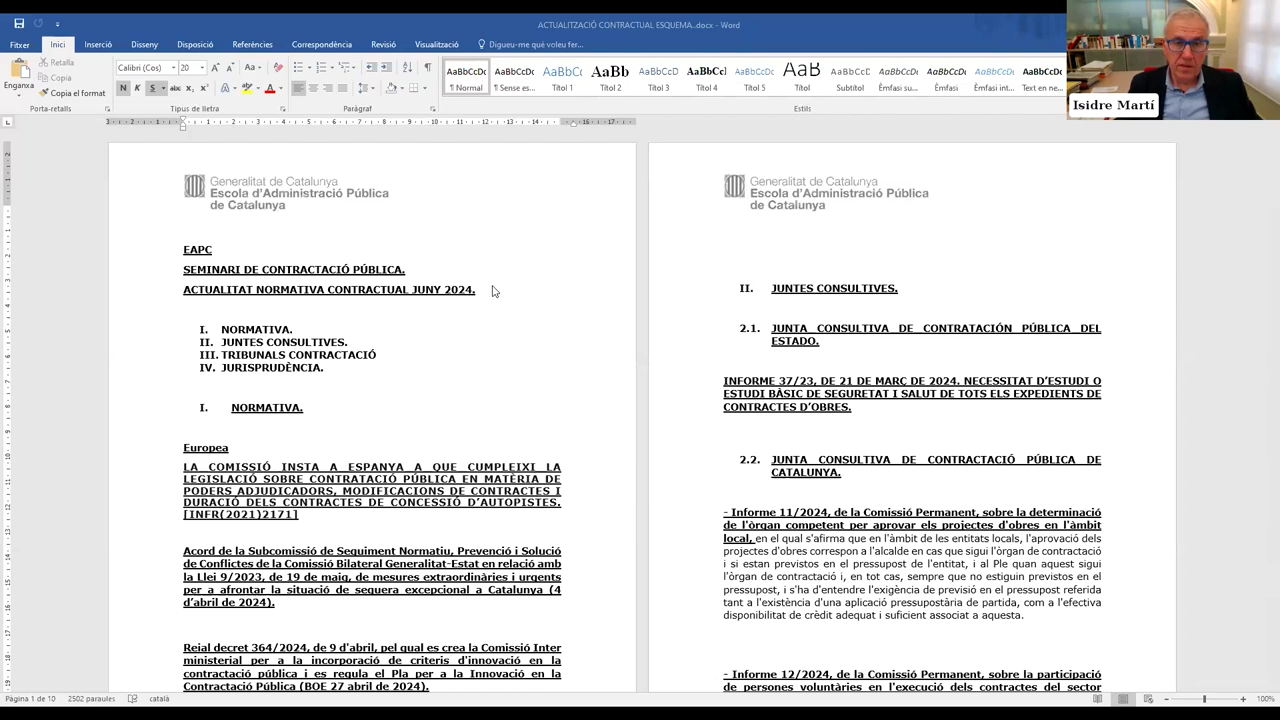 ACTUALITZACIÓ CONTRACTUAL ESQUEMA..docx - Word
Fitxer Inici Inserció Disseny Disposició Referències Correspondència Revisió Visualització Digueu-me què voleu fer...
Enganxa
Retalla
Copia
Copia el format
Porta-retalls
Calibri (Cos) 20
Tipus de lletra
Paràgraf
¶ Normal
¶ Sense es...
Títol 1
Títol 2
Títol 3
Títol 4
Títol 5
Títol
Subtítol
Èmfasi su...
Èmfasi
Èmfasi int...
Text en ne...
Estils
Isidre Martí
Generalitat de Catalunya
Escola d'Administració Pública
de Catalunya
EAPC
SEMINARI DE CONTRACTACIÓ PÚBLICA.
ACTUALITAT NORMATIVA CONTRACTUAL JUNY 2024.
I. NORMATIVA.
II. JUNTES CONSULTIVES.
III. TRIBUNALS CONTRACTACIÓ
IV. JURISPRUDÈNCIA.
I. NORMATIVA.
Europea
LA COMISSIÓ INSTA A ESPANYA A QUE CUMPLEIXI LA
LEGISLACIÓ SOBRE CONTRATACIÓ PÚBLICA EN MATÈRIA DE
PODERS ADJUDICADORS, MODIFICACIONS DE CONTRACTES I
DURACIÓ DELS CONTRACTES DE CONCESSIÓ D'AUTOPISTES.
[INFR(2021)2171]
Acord de la Subcomissió de Seguiment Normatiu, Prevenció i Solució
de Conflictes de la Comissió Bilateral Generalitat-Estat en relació amb
la Llei 9/2023, de 19 de maig, de mesures extraordinàries i urgents
per a afrontar la situació de sequera excepcional a Catalunya (4
d'abril de 2024).
Reial decret 364/2024, de 9 d'abril, pel qual es crea la Comissió Inter
ministerial per a la incorporació de criteris d'innovació en la
contractació pública i es regula el Pla per a la Innovació en la
Contractació Pública (BOE 27 abril de 2024).
Generalitat de Catalunya
Escola d'Administració Pública
de Catalunya
II. JUNTES CONSULTIVES.
2.1. JUNTA CONSULTIVA DE CONTRATACIÓN PÚBLICA DEL
ESTADO.
INFORME 37/23, DE 21 DE MARÇ DE 2024. NECESSITAT D'ESTUDI O
ESTUDI BÀSIC DE SEGURETAT I SALUT DE TOTS ELS EXPEDIENTS DE
CONTRACTES D'OBRES.
2.2. JUNTA CONSULTIVA DE CONTRACTACIÓ PÚBLICA DE
CATALUNYA.
- Informe 11/2024, de la Comissió Permanent, sobre la determinació
de l'òrgan competent per aprovar els projectes d'obres en l'àmbit
local, en el qual s'afirma que en l'àmbit de les entitats locals, l'aprovació dels
projectes d'obres correspon a l'alcalde en cas que sigui l'òrgan de contractació
i si estan previstos en el pressupost de l'entitat, i al Ple quan aquest sigui
l'òrgan de contractació i, en tot cas, sempre que no estiguin previstos en el
pressupost, i s'ha d'entendre l'exigència de previsió en el pressupost referida
tant a l'existència d'una aplicació pressupostària de partida, com a l'efectiva
disponibilitat de crèdit adequat i suficient associat a aquesta.
- Informe 12/2024, de la Comissió Permanent, sobre la participació
de persones voluntàries en l'execució dels contractes del sector
Pàgina 1 de 10 2502 paraules català 100%